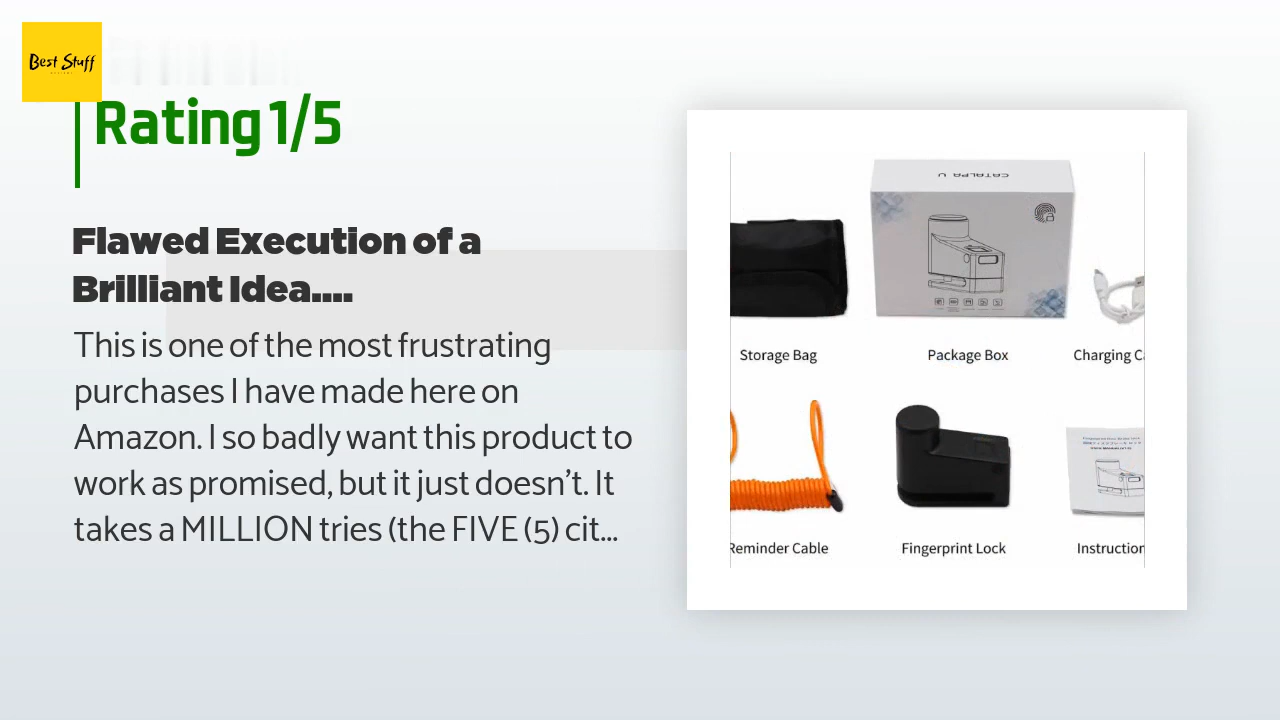 Best Stuff
Rating 1/5
Flawed Execution of a
Brilliant Idea....
This is one of the most frustrating
purchases I have made here on
Amazon. I so badly want this product to
work as promised, but it just doesn't. It
takes a MILLION tries (the FIVE (5) cit...
CATALPA U
Storage Bag
Package Box
Charging Ca
Reminder Cable
Fingerprint Lock
Instruction